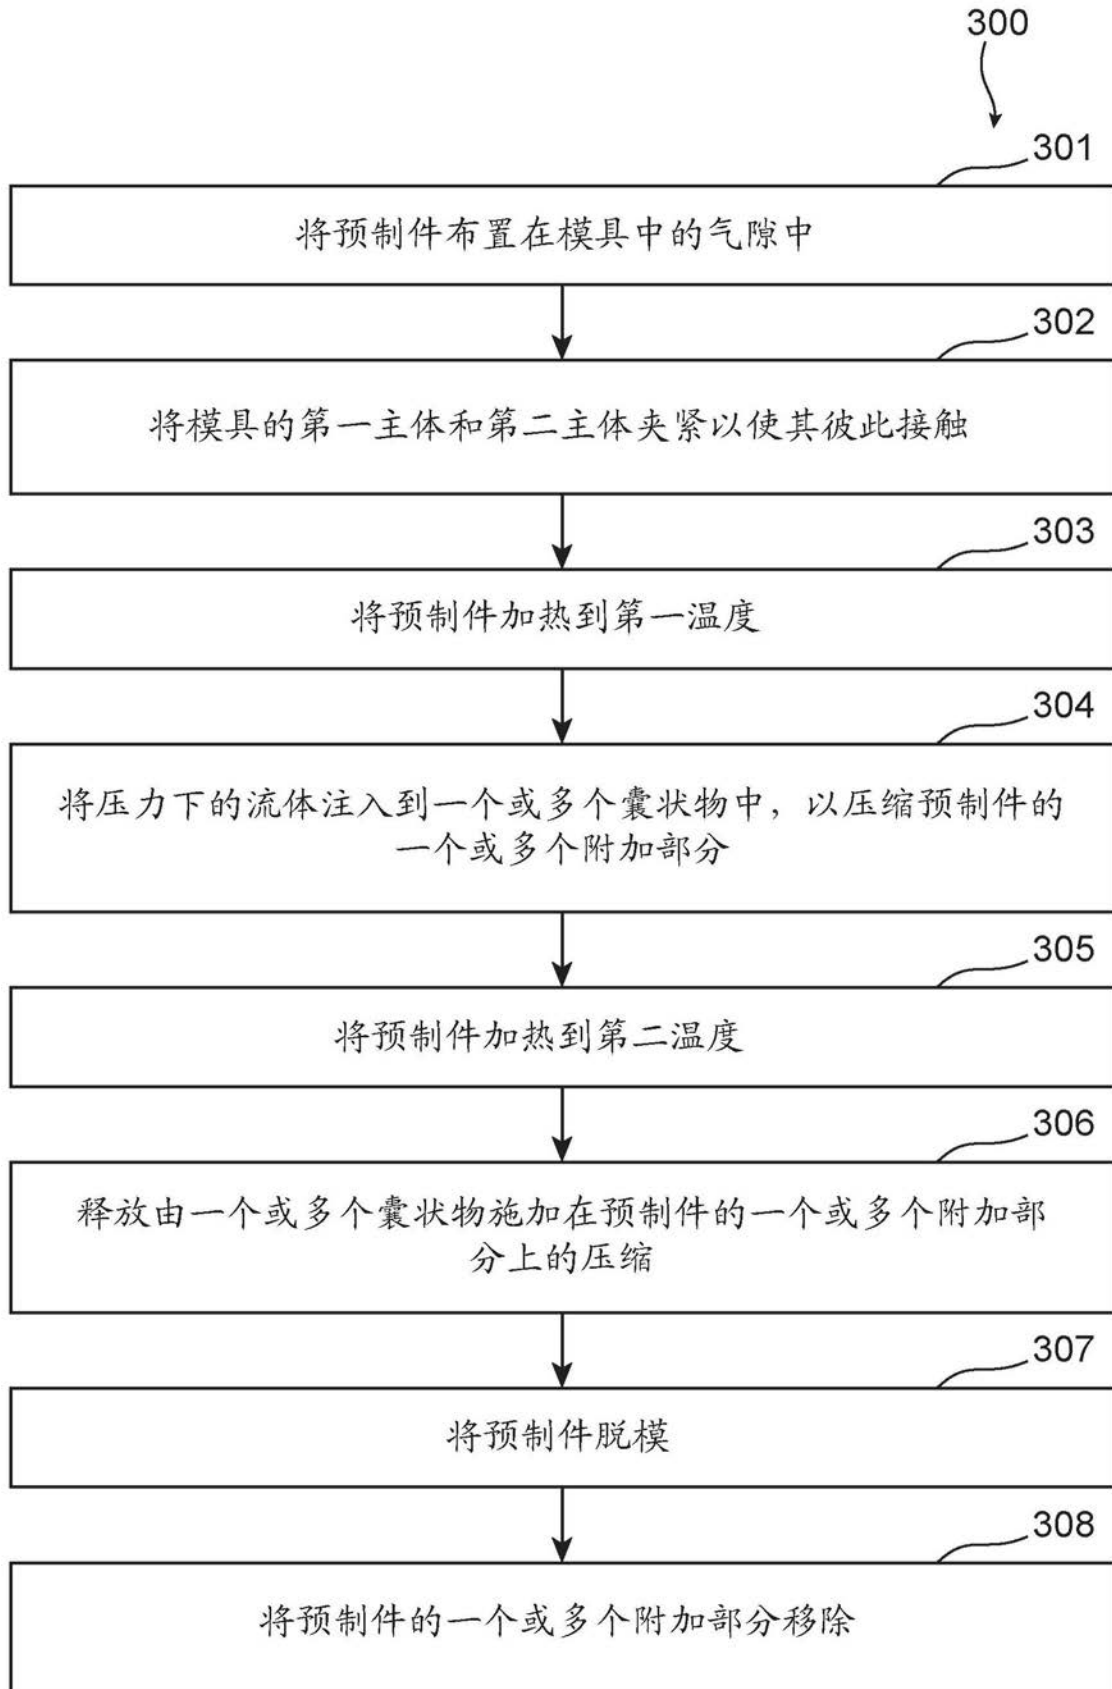 300
301
将预制件布置在模具中的气隙中
302
将模具的第一主体和第二主体夹紧以使其彼此接触
303
将预制件加热到第一温度
304
将压力下的流体注入到一个或多个囊状物中，以压缩预制件的
一个或多个附加部分
305
将预制件加热到第二温度
306
释放由一个或多个囊状物施加在预制件的一个或多个附加部
分上的压缩
307
将预制件脱模
308
将预制件的一个或多个附加部分移除